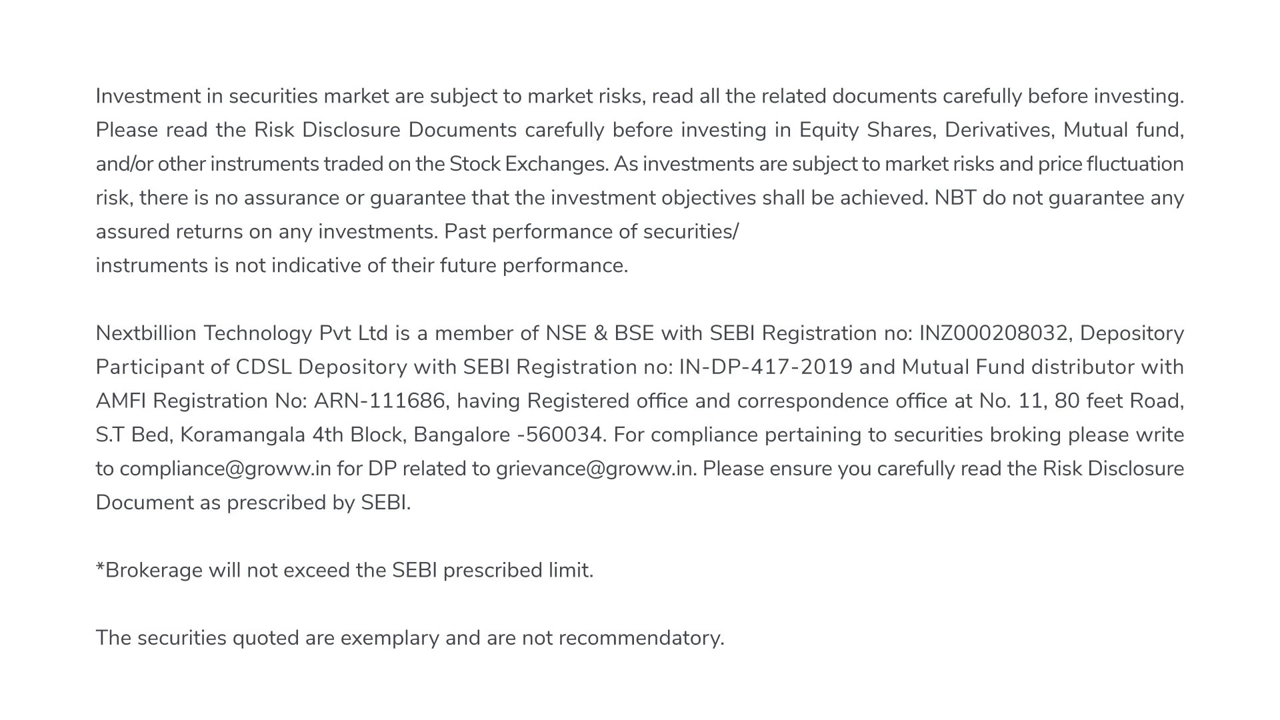 Investment in securities market are subject to market risks, read all the related documents carefully before investing.
Please read the Risk Disclosure Documents carefully before investing in Equity Shares, Derivatives, Mutual fund,
and/or other instruments traded on the Stock Exchanges. As investments are subject to market risks and price fluctuation
risk, there is no assurance or guarantee that the investment objectives shall be achieved. NBT do not guarantee any
assured returns on any investments. Past performance of securities/
instruments is not indicative of their future performance.
Nextbillion Technology Pvt Ltd is a member of NSE & BSE with SEBI Registration no: INZ000208032, Depository
Participant of CDSL Depository with SEBI Registration no: IN-DP-417-2019 and Mutual Fund distributor with
AMFI Registration No: ARN-111686, having Registered office and correspondence office at No. 11, 80 feet Road,
S.T Bed, Koramangala 4th Block, Bangalore -560034. For compliance pertaining to securities broking please write
to compliance@groww.in for DP related to grievance@groww.in. Please ensure you carefully read the Risk Disclosure
Document as prescribed by SEBI.
*Brokerage will not exceed the SEBI prescribed limit.
The securities quoted are exemplary and are not recommendatory.